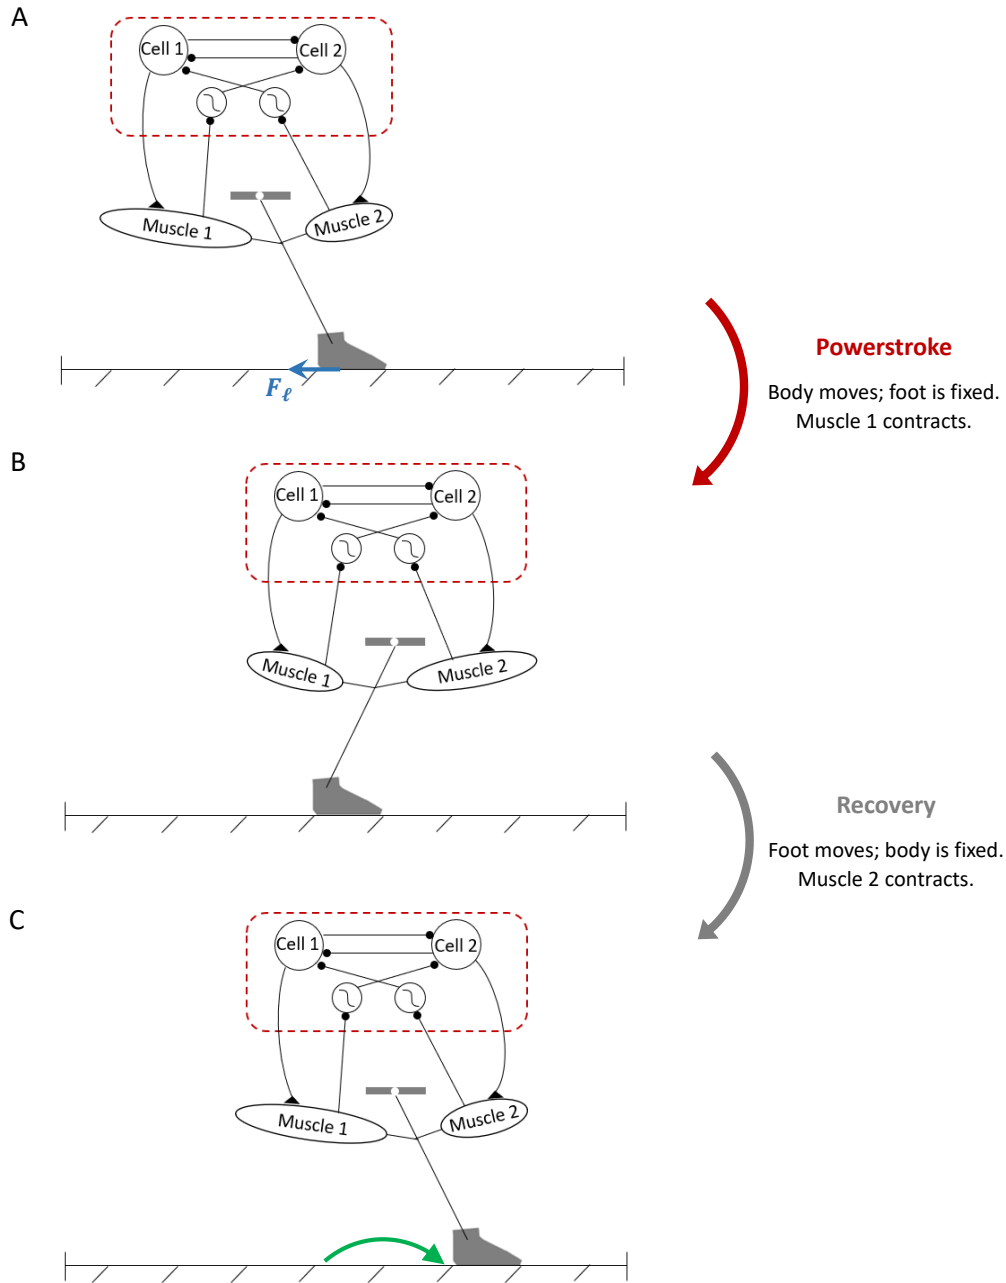 A
Cell 1
Cell 2
Muscle 1
Muscle 2
F_ℓ
Powerstroke
Body moves; foot is fixed.
Muscle 1 contracts.
B
Cell 1
Cell 2
Muscle 1
Muscle 2
Recovery
Foot moves; body is fixed.
Muscle 2 contracts.
C
Cell 1
Cell 2
Muscle 1
Muscle 2